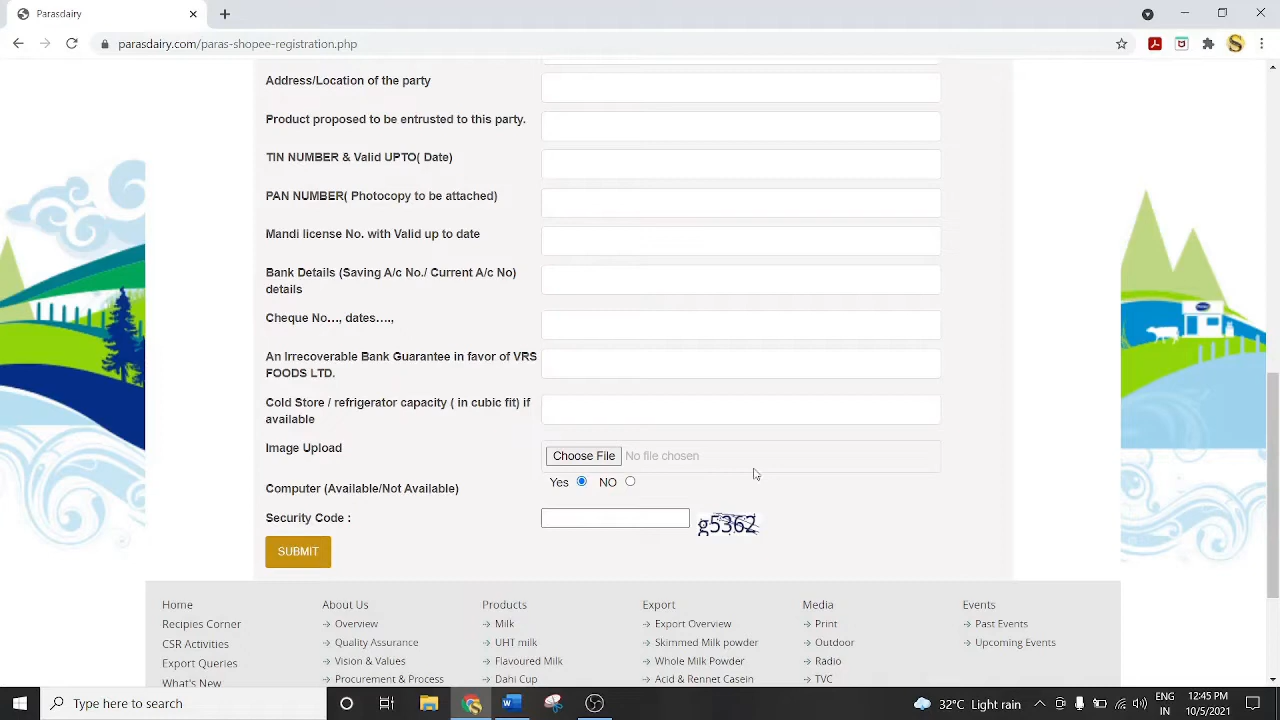 Parasdairy
parasdairy.com/paras-shopee-registration.php
Address/Location of the party
Product proposed to be entrusted to this party.
TIN NUMBER & Valid UPTO( Date)
PAN NUMBER( Photocopy to be attached)
Mandi license No. with Valid up to date
Bank Details (Saving A/c No./ Current A/c No)
details
Cheque No…, dates….,
An Irrecoverable Bank Guarantee in favor of VRS
FOODS LTD.
Cold Store / refrigerator capacity ( in cubic fit) if
available
Image Upload
Choose File No file chosen
Yes NO
Computer (Available/Not Available)
Security Code :
g5362
SUBMIT
Home About Us Products Export Media Events
Recipies Corner Overview Milk Export Overview Print Past Events
CSR Activities Quality Assurance UHT milk Skimmed Milk powder Outdoor Upcoming Events
Export Queries Vision & Values Flavoured Milk Whole Milk Powder Radio
What's New Procurement & Process Dahi Cup Acid & Rennet Casein TVC
Type here to search
32°C Light rain
ENG
IN
12:45 PM
10/5/2021